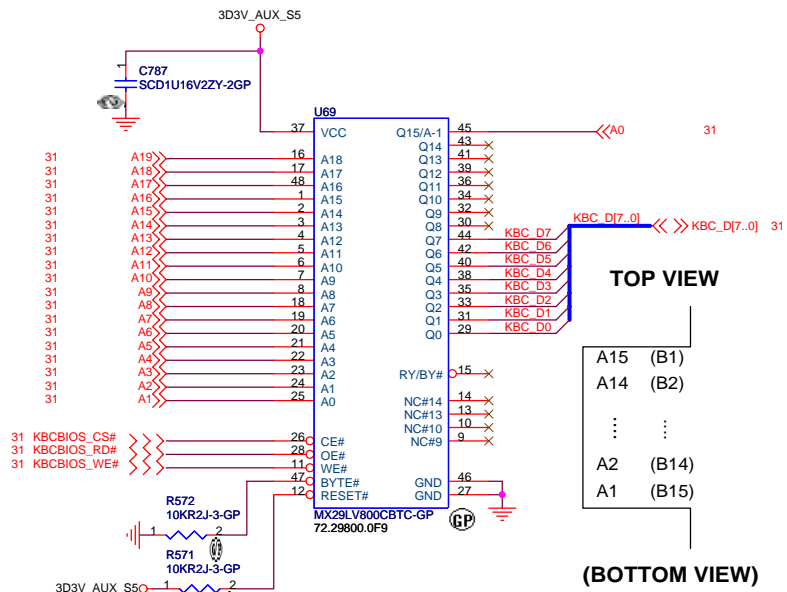 3D3V_AUX_S5
1
C787
SCD1U16V2ZY-2GP
U69
37 VCC Q15/A-1 45 A0 31
Q14 43
31 A19 16 A18 Q13 41
31 A18 17 A17 Q12 39
31 A17 48 A16 Q11 36
31 A16 1 A15 Q10 34
31 A15 2 A14 Q9 32
31 A14 3 A13 Q8 30
31 A13 4 A12 Q7 44 KBC_D7 KBC_D[7..0] KBC_D[7..0] 31
31 A12 5 A11 Q6 42 KBC_D6
31 A11 6 A10 Q5 40 KBC_D5
31 A10 7 A9 Q4 38 KBC_D4
31 A9 8 A8 Q3 35 KBC_D3
31 A8 18 A7 Q2 33 KBC_D2
31 A7 19 A6 Q1 31 KBC_D1
31 A6 20 A5 Q0 29 KBC_D0
31 A5 21 A4
31 A4 22 A3
31 A3 23 A2 RY/BY# 15
31 A2 24 A1
31 A1 25 A0 NC#14 14
NC#13 13
NC#10 10
NC#9 9
31 KBCBIOS_CS# 26 CE#
31 KBCBIOS_RD# 28 OE#
31 KBCBIOS_WE# 11 WE#
47 BYTE# GND 46
12 RESET# GND 27
MX29LV800CBTC-GP
72.29800.0F9
GP
R572
10KR2J-3-GP
1 2
R571
10KR2J-3-GP
3D3V_AUX_S5 1 2
TOP VIEW
A15 (B1)
A14 (B2)
A2 (B14)
A1 (B15)
(BOTTOM VIEW)